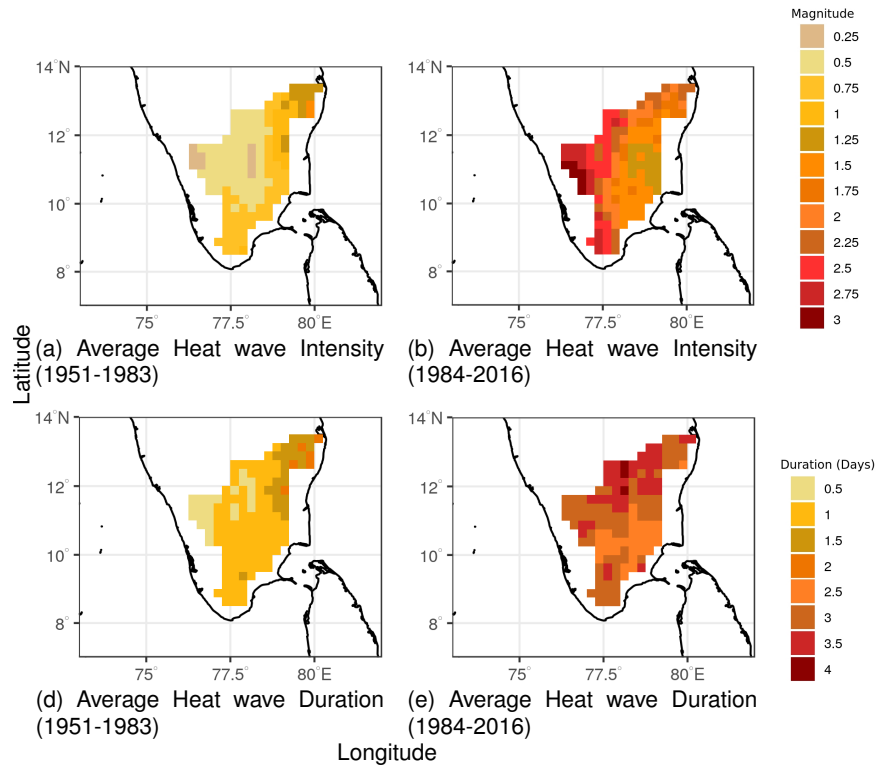 Magnitude
0.25
0.5
0.75
1
1.25
1.5
1.75
2
2.25
2.5
2.75
3
14°N
12°
10°
8°
75°
77.5°
80°E
(a) Average Heat wave Intensity
(1951-1983)
14°N
12°
10°
8°
75°
77.5°
80°E
(b) Average Heat wave Intensity
(1984-2016)
Latitude
14°N
12°
10°
8°
75°
77.5°
80°E
(d) Average Heat wave Duration
(1951-1983)
14°N
12°
10°
8°
75°
77.5°
80°E
(e) Average Heat wave Duration
(1984-2016)
Duration (Days)
0.5
1
1.5
2
2.5
3
3.5
4
Longitude